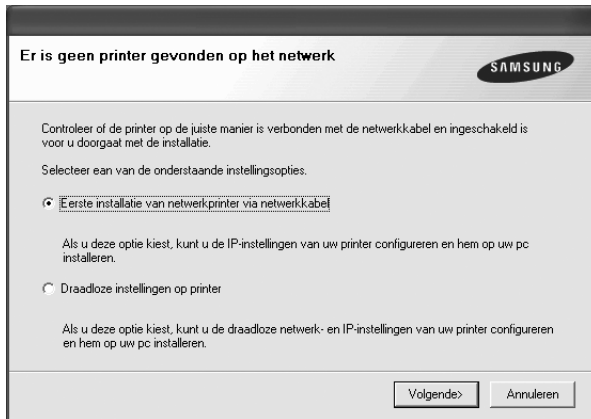 Er is geen printer gevonden op het netwerk
SAMSUNG
Controleer of de printer op de juiste manier is verbonden met de netwerkkabel en ingeschakeld is
voor u doorgaat met de installatie.
Selecteer ean van de onderstaande instellingsopties.
Eerste installatie van netwerkprinter via netwerkkabel
Als u deze optie kiest, kunt u de IP-instellingen van uw printer configureren en hem op uw pc
installeren.
Draadloze instellingen op printer
Als u deze optie kiest, kunt u de draadloze netwerk- en IP-instellingen van uw printer configureren
en hem op uw pc installeren.
Volgende>
Annuleren